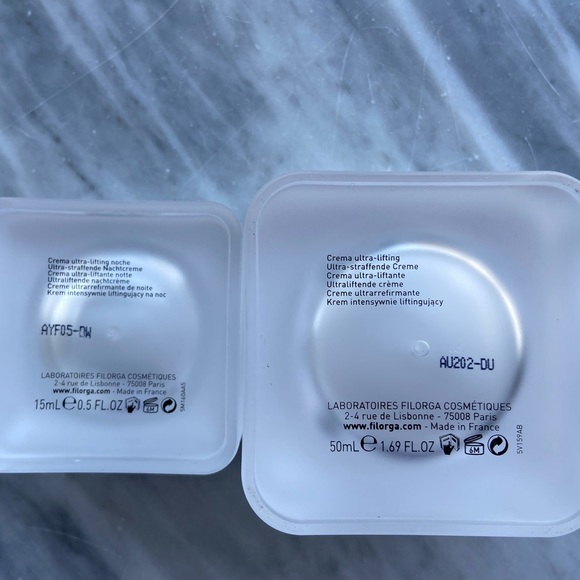 Crema ultra-lifting noche
Ultra-straffende Nachtcreme
Crema ultra-liftante notte
Ultraliftende nachtcrème
Creme ultrarrefirmante de noite
Krem intensywnie liftingujący na noc
AYF05-DW
LABORATOIRES FILORGA COSMÉTIQUES
2-4 rue de Lisbonne - 75008 Paris
www.filorga.com - Made in France
15mL e 0.5 FL.OZ
Crema ultra-lifting
Ultra-straffende Creme
Crema ultra-liftante
Ultraliftende crème
Creme ultrarrefirmante
Krem intensywnie liftingujący
AU202-DU
LABORATOIRES FILORGA COSMÉTIQUES
2-4 rue de Lisbonne - 75008 Paris
www.filorga.com - Made in France
50mL e 1.69 FL.OZ 6M
5V159AB